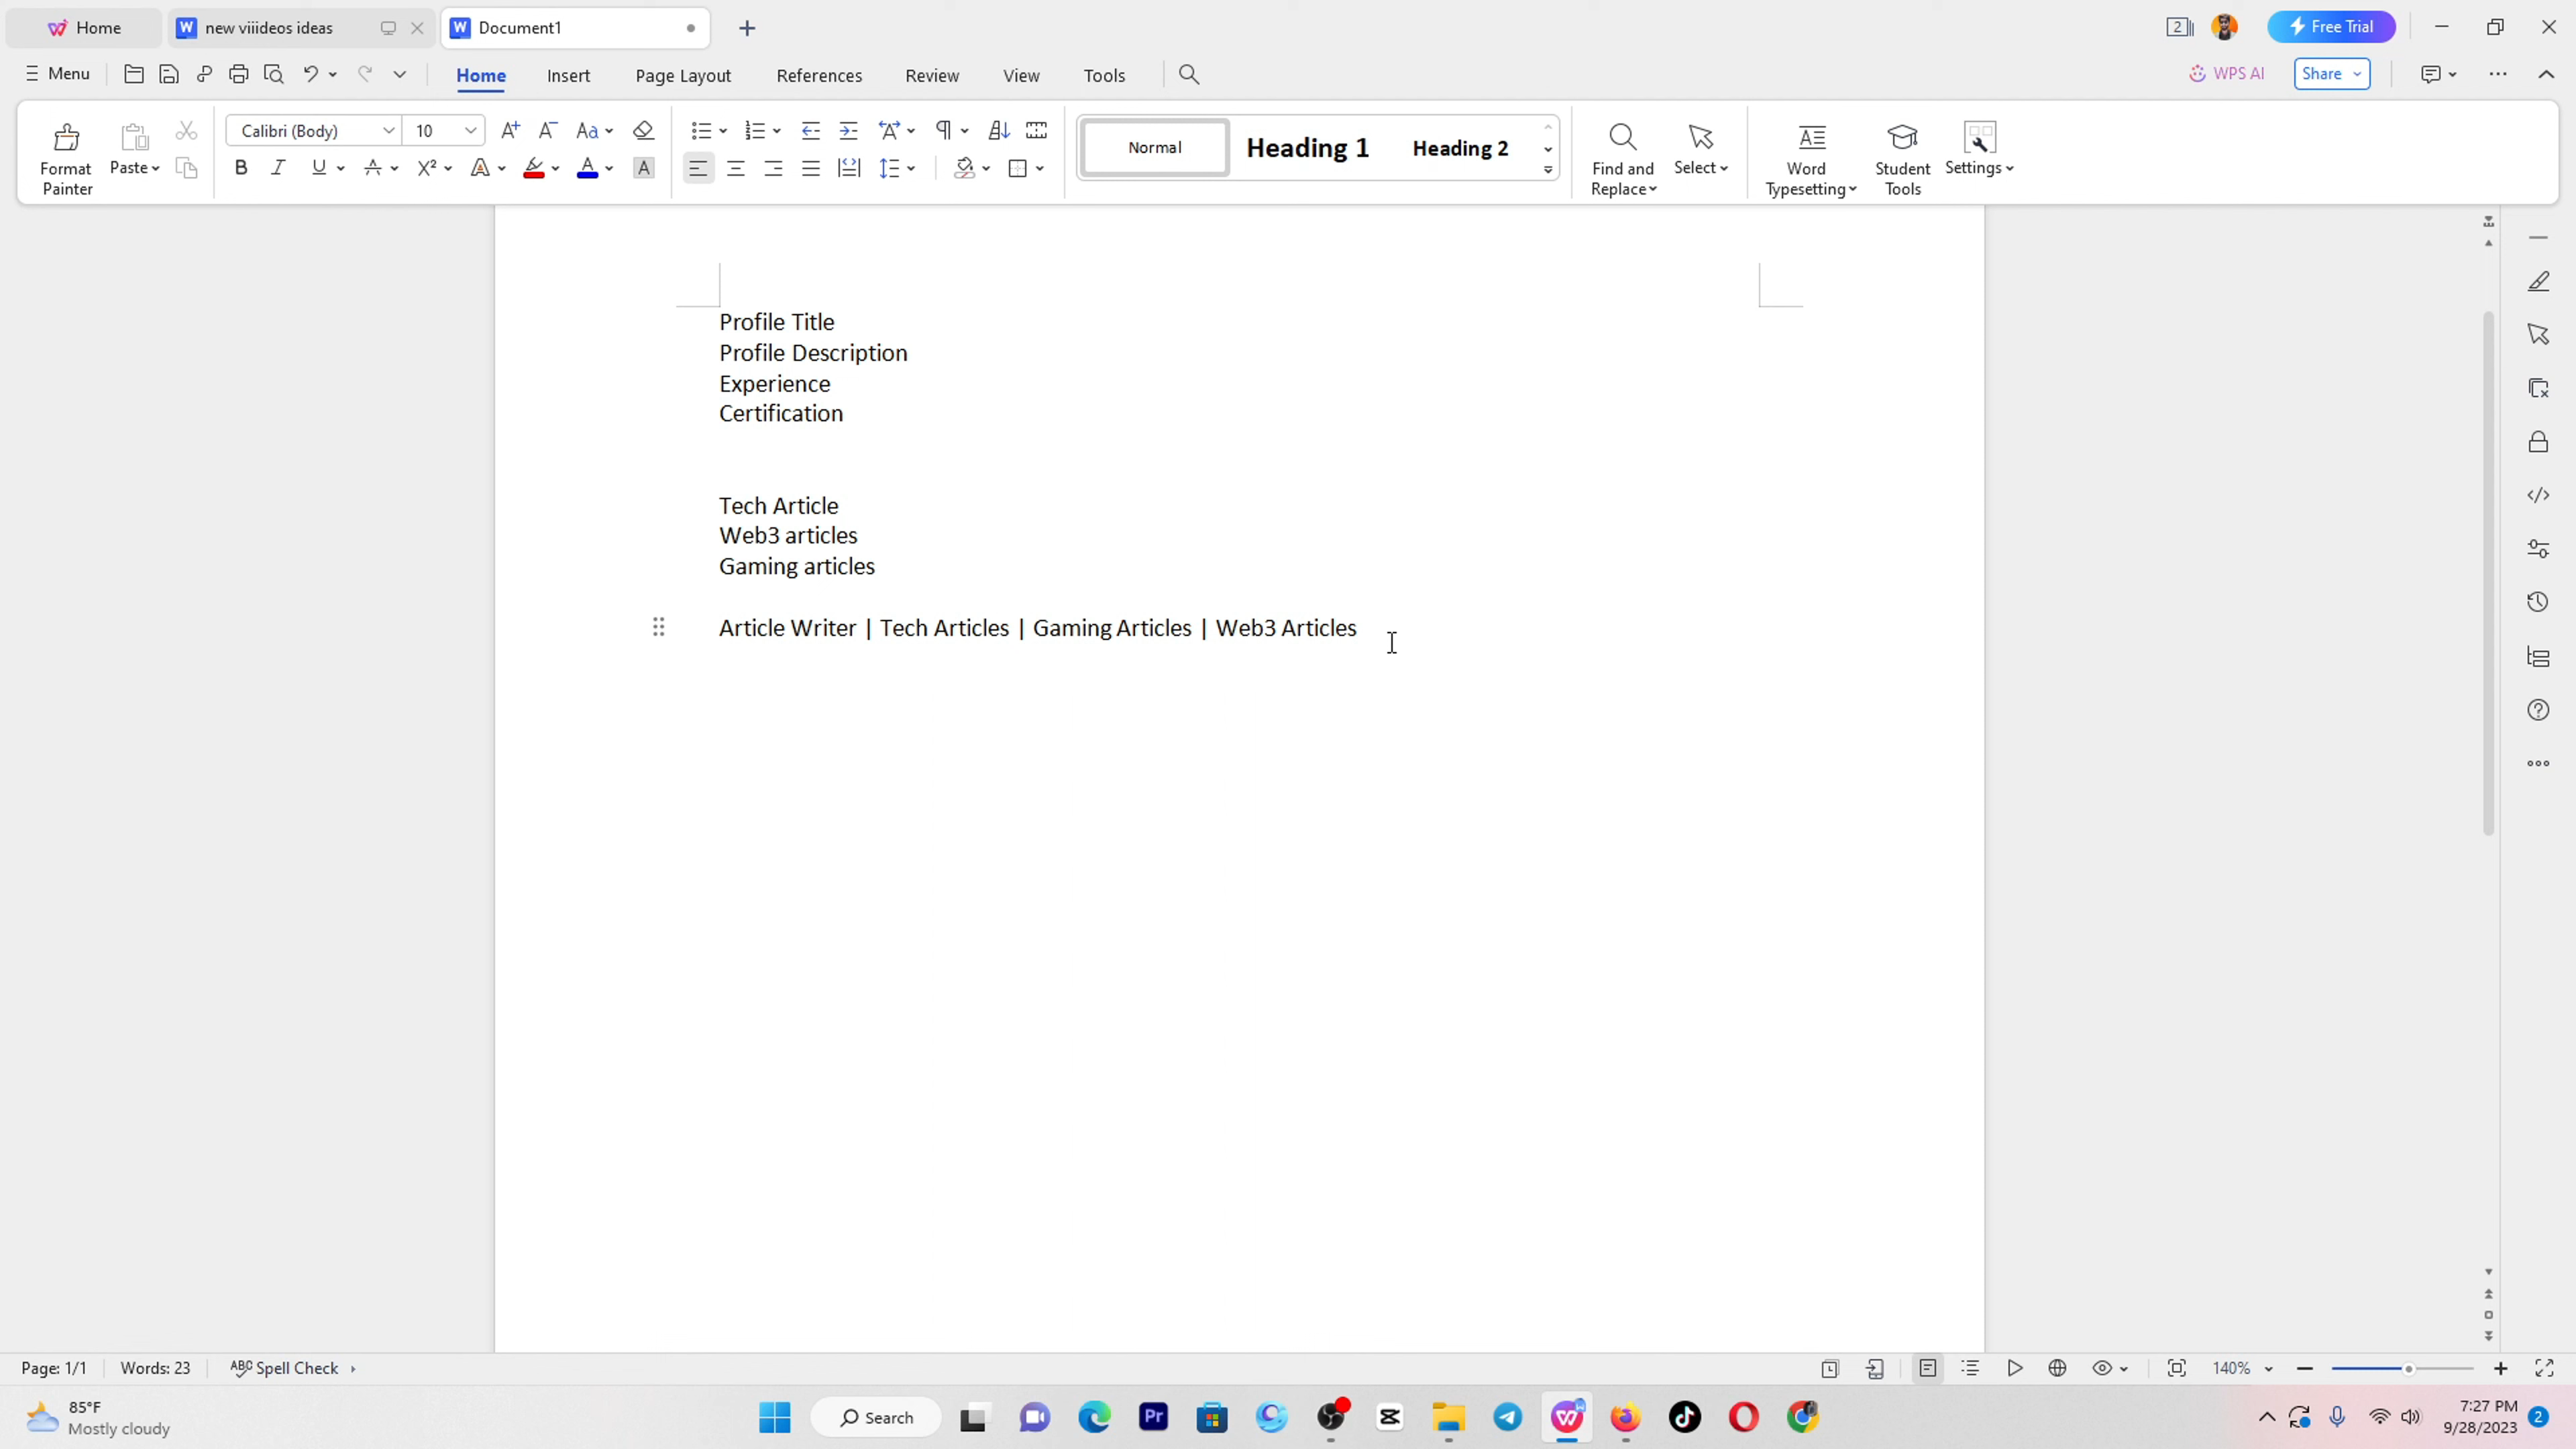 Home
new viiideos ideas
Document1
2
Free Trial
Menu
Home
Insert
Page Layout
References
Review
View
Tools
WPS AI
Share
Format Painter
Paste
Calibri (Body)
10
Normal
Heading 1
Heading 2
Find and Replace
Select
Word Typesetting
Student Tools
Settings
Profile Title
Profile Description
Experience
Certification
Tech Article
Web3 articles
Gaming articles
Article Writer | Tech Articles | Gaming Articles | Web3 Articles
Page: 1/1
Words: 23
Spell Check
140%
85°F
Mostly cloudy
Search
7:27 PM
9/28/2023
2